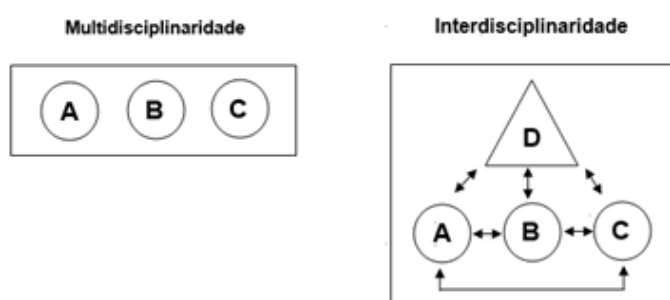 Multidisciplinaridade
A B C
Interdisciplinaridade
D
A B C